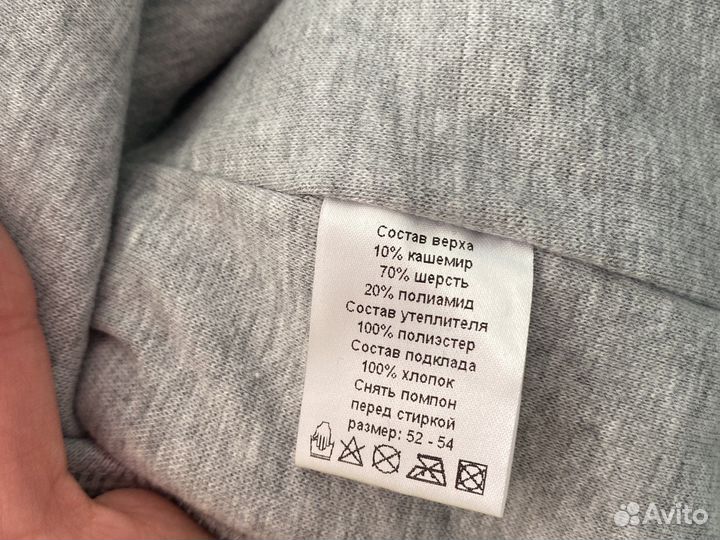 Состав верха
10% кашемир
70% шерсть
20% полиамид
Состав утеплителя
100% полиэстер
Состав подклада
100% хлопок
Снять помпон
перед стиркой
размер: 52 - 54
Avito